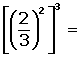 [((2/3)²)]³ =